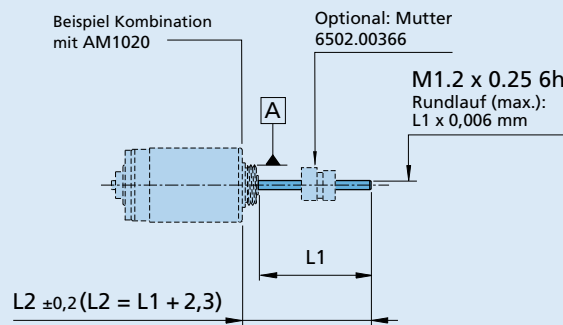 Beispiel Kombination
mit AM1020
Optional: Mutter
6502.00366
M1.2 x 0.25 6h
Rundlauf (max.):
L1 x 0,006 mm
A
L1
L2 ±0,2 (L2 = L1 + 2,3)